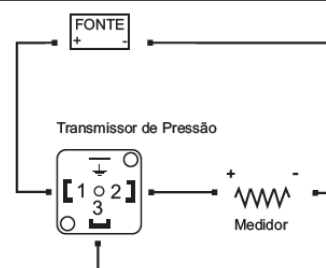 FONTE
+ -
Transmissor de Pressão
1 2
3
+ -
Medidor